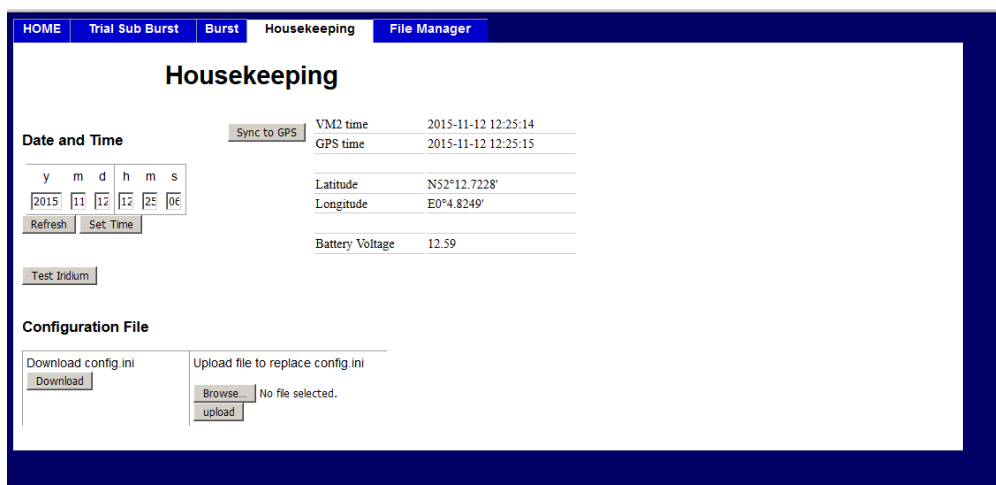 HOME Trial Sub Burst Burst Housekeeping File Manager
Housekeeping
Date and Time
Sync to GPS
VM2 time 2015-11-12 12:25:14
GPS time 2015-11-12 12:25:15
Latitude N52°12.7228'
Longitude E0°4.8249'
Battery Voltage 12.59
y m d h m s
2015 11 12 12 25 06
Refresh Set Time
Test Iridium
Configuration File
Download config.ini
Download
Upload file to replace config.ini
Browse... No file selected.
upload